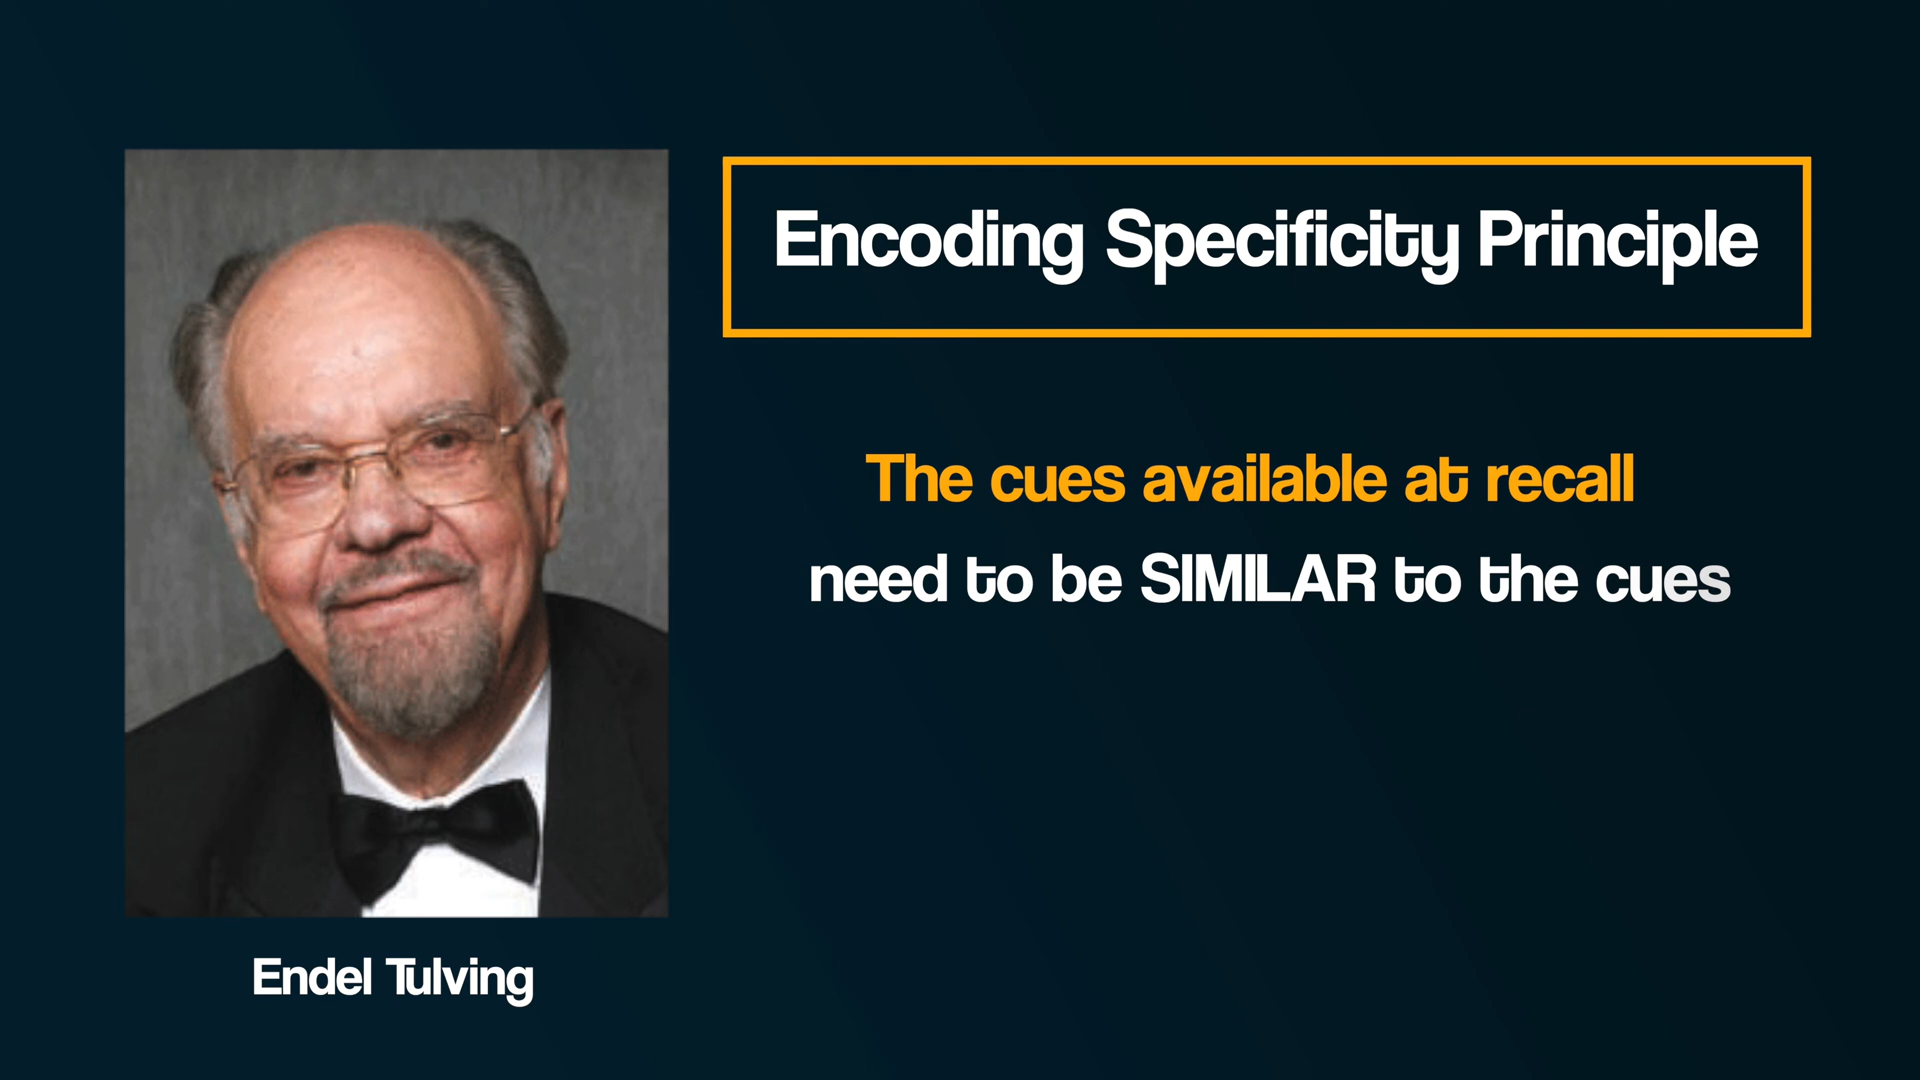 Encoding Specificity Principle
The cues available at recall
need to be SIMILAR to the cues
Endel Tulving